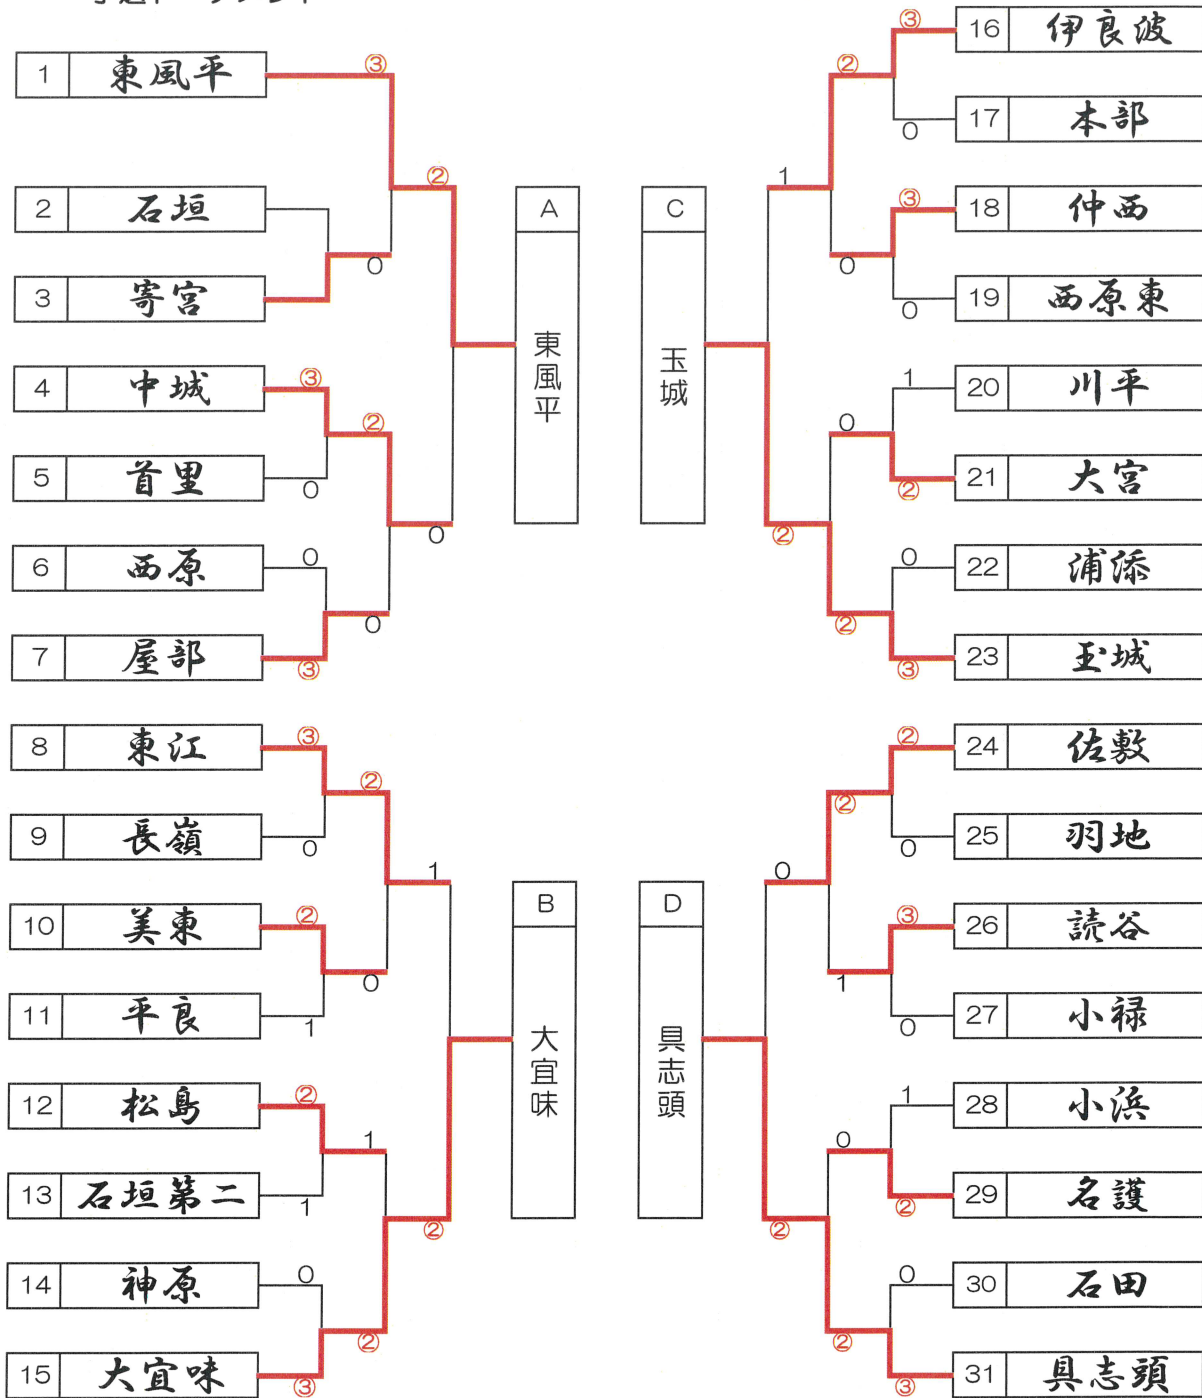 1 東風平 ③
②
2 石垣
0
3 寄宮
4 中城 ③
②
5 首里 0
0
6 西原 0
0
7 屋部 ③
A 東風平
8 東江 ③
②
9 長嶺 0
1
10 美東 ②
0
11 平良 1
12 松島 ②
1
13 石垣第二 1
②
14 神原 0
②
15 大宜味 ③
B 大宜味
③ 16 伊良波
②
0 17 本部
1
③ 18 仲西
0
0 19 西原東
1 20 川平
0
② 21 大宮
②
0 22 浦添
②
③ 23 玉城
C 玉城
② 24 佐敷
②
0 25 羽地
0
③ 26 読谷
1
0 27 小禄
1 28 小浜
0
② 29 名護
②
0 30 石田
②
③ 31 具志頭
D 具志頭